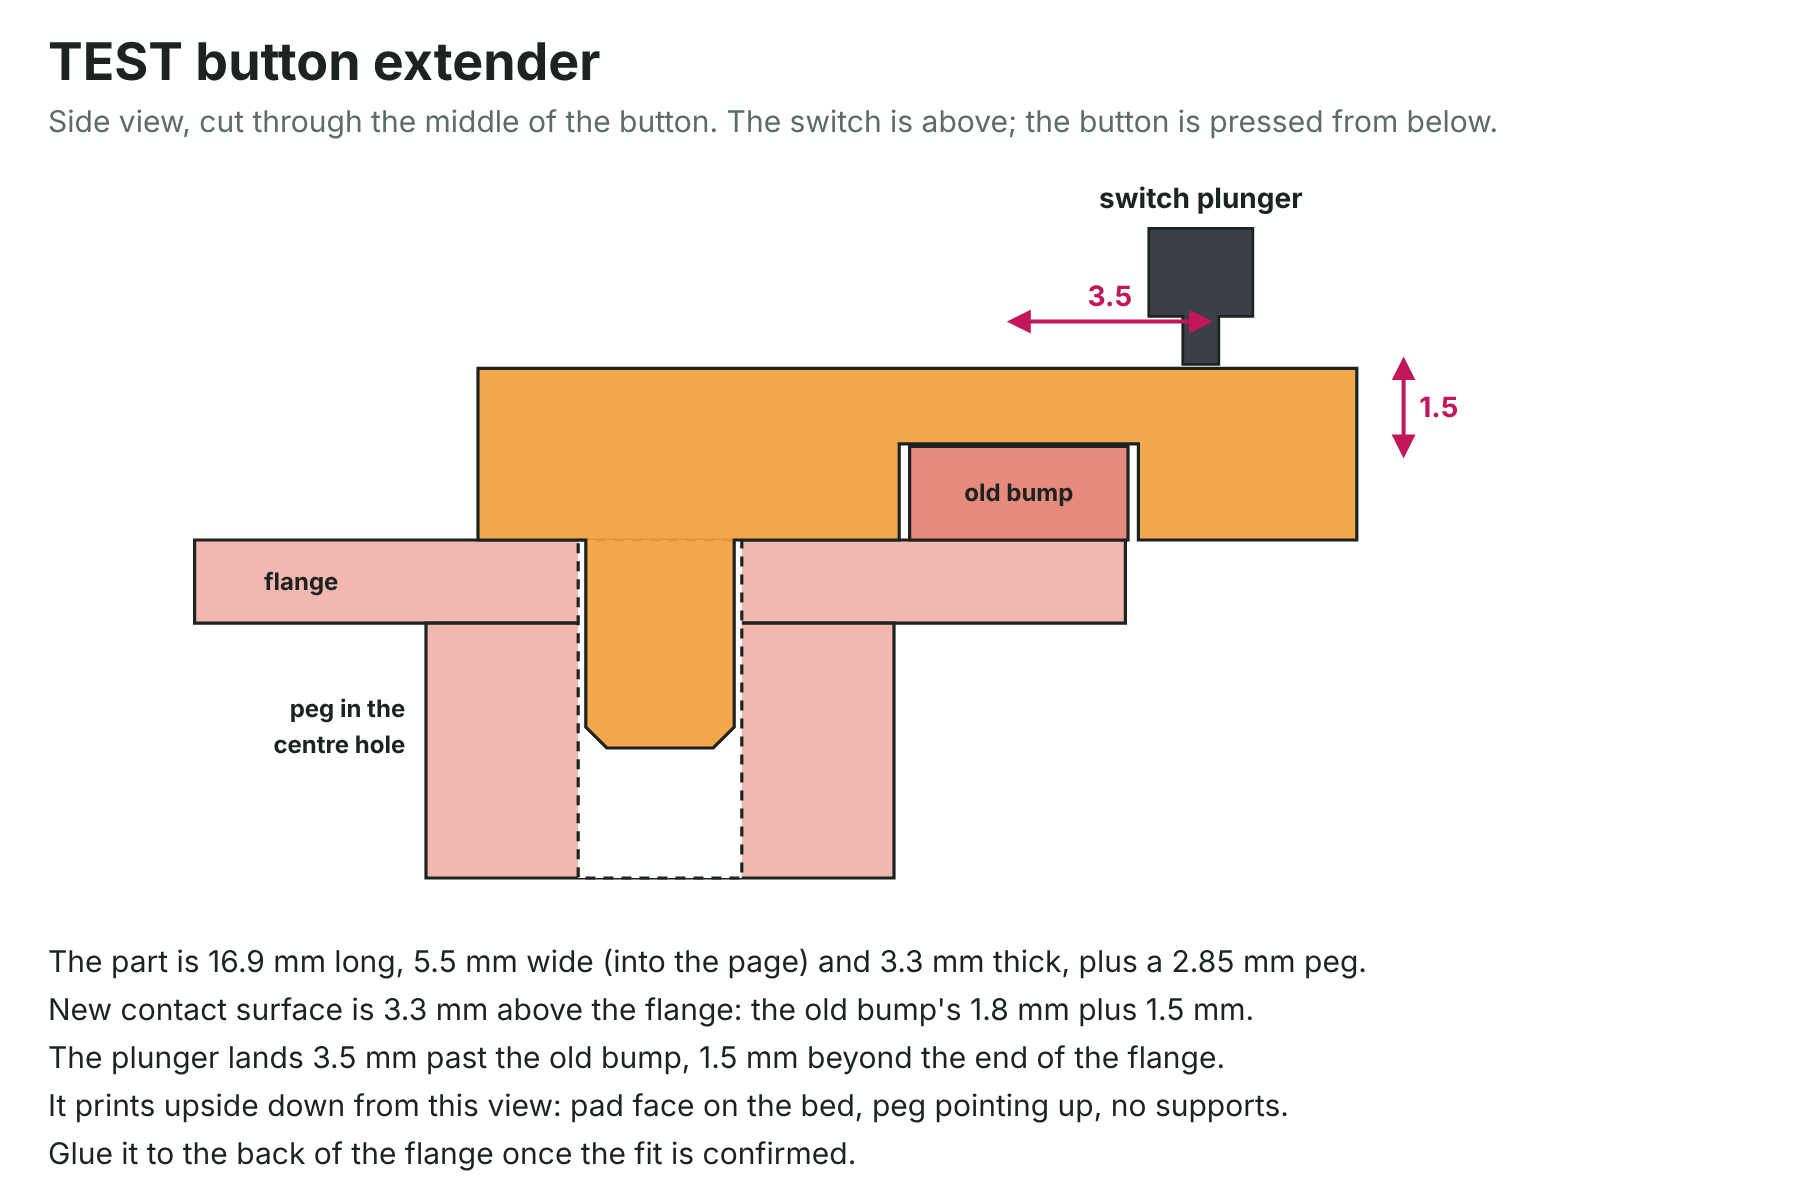 TEST button extender
Side view, cut through the middle of the button. The switch is above; the button is pressed from below.
switch plunger
3.5
1.5
old bump
flange
peg in the
centre hole
The part is 16.9 mm long, 5.5 mm wide (into the page) and 3.3 mm thick, plus a 2.85 mm peg.
New contact surface is 3.3 mm above the flange: the old bump's 1.8 mm plus 1.5 mm.
The plunger lands 3.5 mm past the old bump, 1.5 mm beyond the end of the flange.
It prints upside down from this view: pad face on the bed, peg pointing up, no supports.
Glue it to the back of the flange once the fit is confirmed.